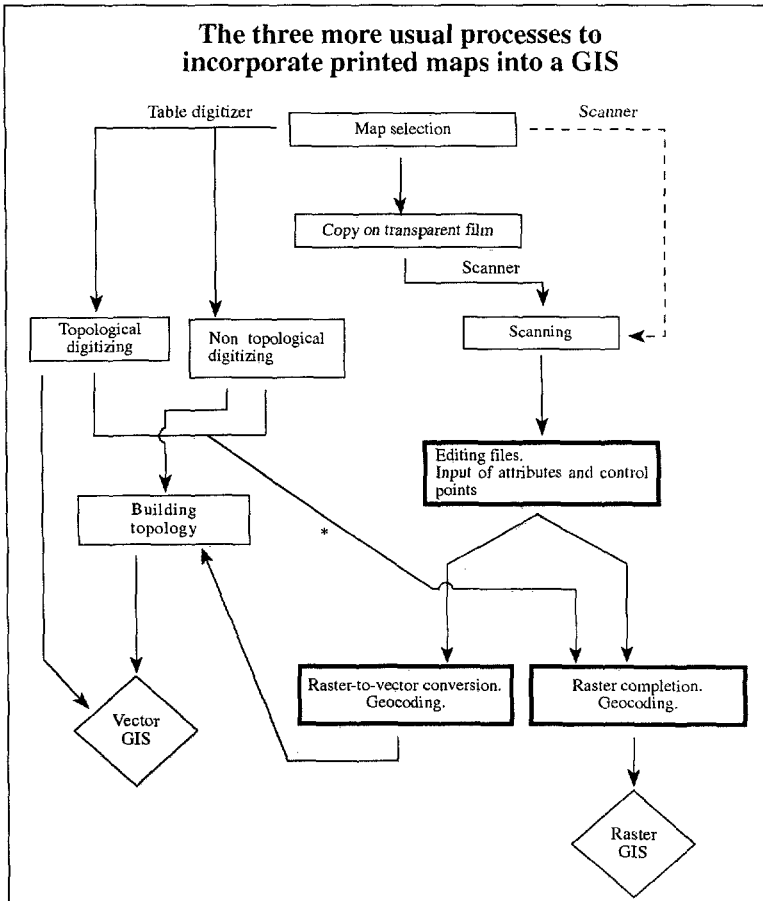 The three more usual processes to
incorporate printed maps into a GIS
Table digitizer
Map selection
Scanner
Copy on transparent film
Scanner
Topological
digitizing
Non topological
digitizing
Scanning
Editing files.
Input of attributes and control
points
Building
topology
*
Raster-to-vector conversion.
Geocoding.
Raster completion.
Geocoding.
Vector
GIS
Raster
GIS